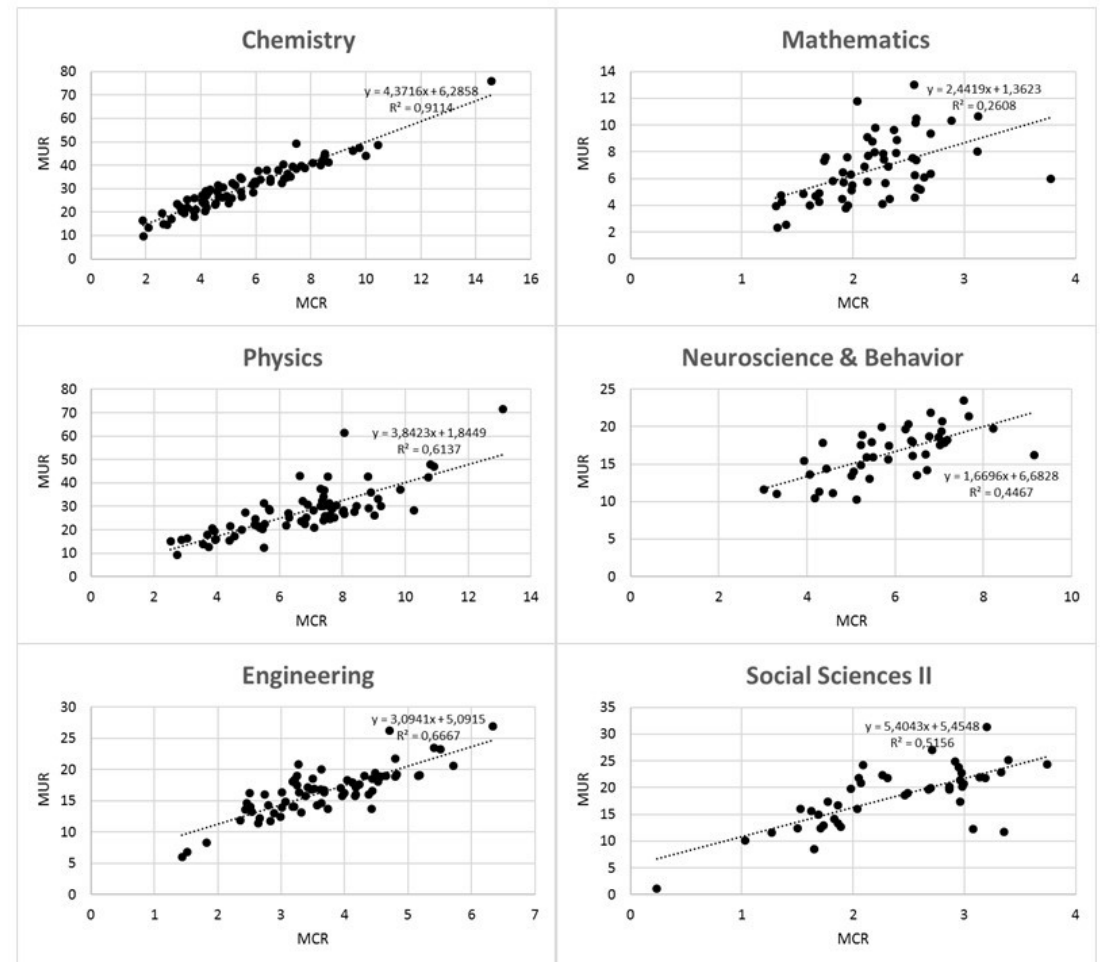 Chemistry
80
70
60
50
40
30
20
10
0
MUR
y = 4,3716x + 6,2858
R² = 0,9114
0 2 4 6 8 10 12 14 16
MCR
Mathematics
14
12
10
8
6
4
2
0
MUR
y = 2,4419x + 1,3623
R² = 0,2608
0 1 2 3 4
MCR
Physics
80
70
60
50
40
30
20
10
0
MUR
y = 3,8423x + 1,8449
R² = 0,6137
0 2 4 6 8 10 12 14
MCR
Neuroscience & Behavior
25
20
15
10
5
0
MUR
y = 1,6696x + 6,6828
R² = 0,4467
0 2 4 6 8 10
MCR
Engineering
30
25
20
15
10
5
0
MUR
y = 3,0941x + 5,0915
R² = 0,6667
0 1 2 3 4 5 6 7
MCR
Social Sciences II
35
30
25
20
15
10
5
0
MUR
y = 5,4043x + 5,4548
R² = 0,5156
0 1 2 3 4
MCR